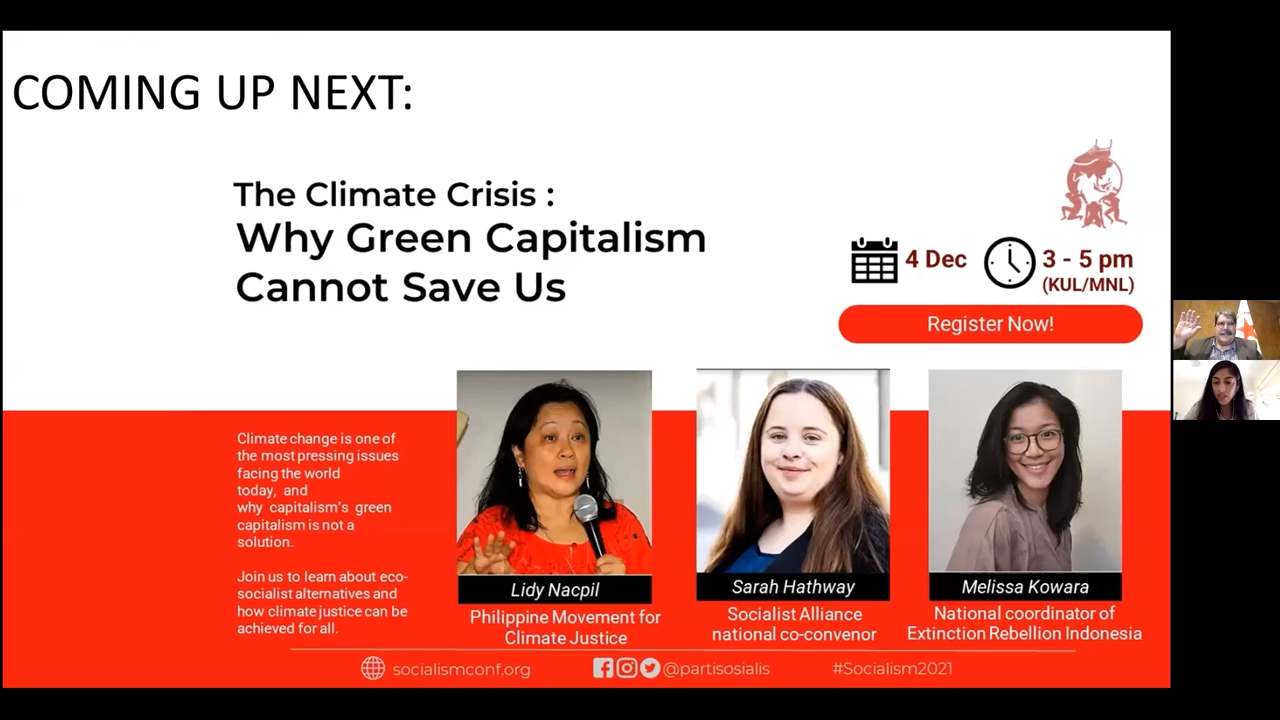 COMING UP NEXT:
The Climate Crisis :
Why Green Capitalism
Cannot Save Us
4 Dec
3 - 5 pm
(KUL/MNL)
Register Now!
Climate change is one of
the most pressing issues
facing the world
today, and
why capitalism's green
capitalism is not a
solution.
Join us to learn about eco-
socialist alternatives and
how climate justice can be
achieved for all.
Lidy Nacpil
Philippine Movement for
Climate Justice
Sarah Hathway
Socialist Alliance
national co-convenor
Melissa Kowara
National coordinator of
Extinction Rebellion Indonesia
socialismconf.org
@partisosialis
#Socialism2021